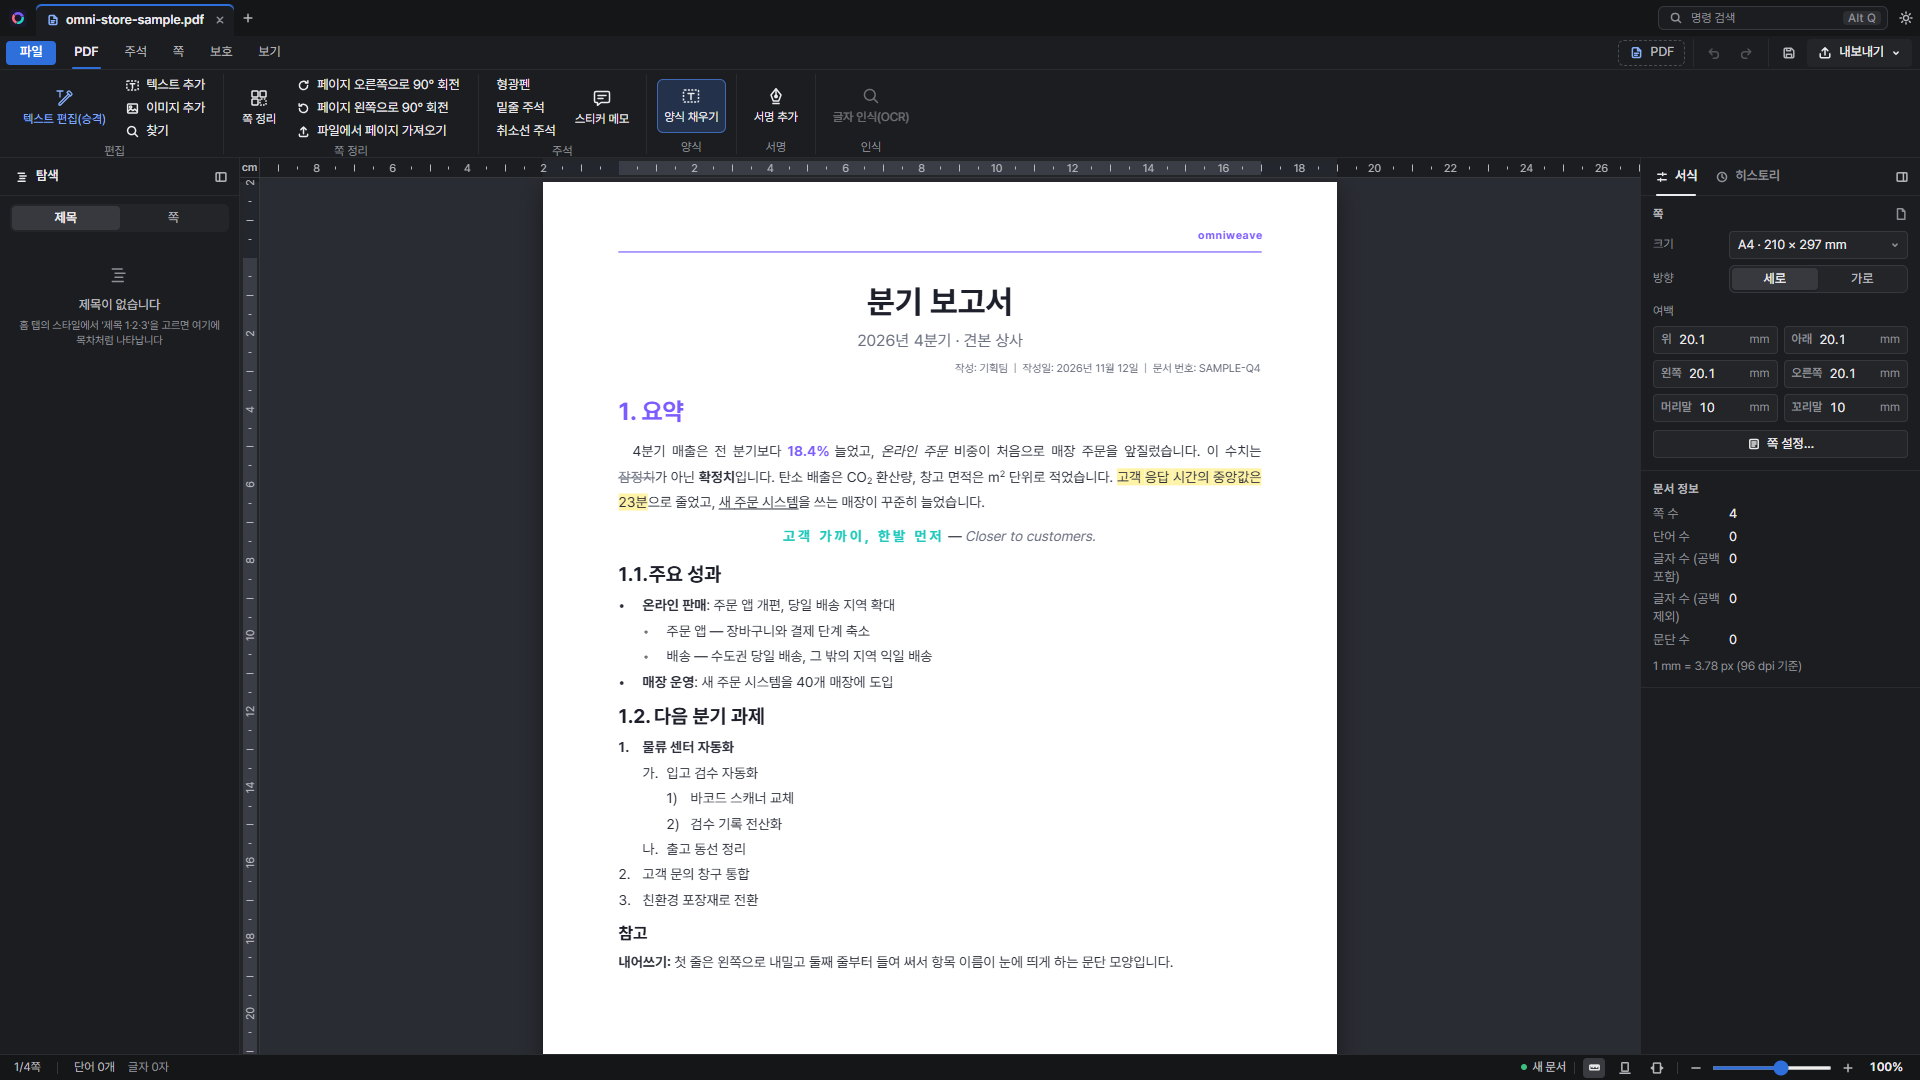 omni-store-sample.pdf
명령 검색 Alt Q
파일 PDF 주석 쪽 보호 보기
PDF 내보내기
텍스트 편집(승격)
텍스트 추가
이미지 추가
찾기
편집
쪽 정리
페이지 오른쪽으로 90° 회전
페이지 왼쪽으로 90° 회전
파일에서 페이지 가져오기
쪽 정리
형광펜
밑줄 주석
취소선 주석
스티커 메모
주석
양식 채우기
양식
서명 추가
서명
글자 인식(OCR)
인식
탐색
제목 쪽
제목이 없습니다
홈 탭의 스타일에서 '제목 1·2·3'을 고르면 여기에
목차처럼 나타납니다
cm 8 6 4 2 2 4 6 8 10 12 14 16 18 20 22 24 26
2 2 4 6 8 10 12 14 16 18 20
omniweave
분기 보고서
2026년 4분기 · 견본 상사
작성: 기획팀 | 작성일: 2026년 11월 12일 | 문서 번호: SAMPLE-Q4
1. 요약
4분기 매출은 전 분기보다 18.4% 늘었고, 온라인 주문 비중이 처음으로 매장 주문을 앞질렀습니다. 이 수치는
잠정치가 아닌 확정치입니다. 탄소 배출은 CO₂ 환산량, 창고 면적은 m² 단위로 적었습니다. 고객 응답 시간의 중앙값은
23분으로 줄었고, 새 주문 시스템을 쓰는 매장이 꾸준히 늘었습니다.
고객 가까이, 한발 먼저 — Closer to customers.
1.1.주요 성과
• 온라인 판매: 주문 앱 개편, 당일 배송 지역 확대
• 주문 앱 — 장바구니와 결제 단계 축소
• 배송 — 수도권 당일 배송, 그 밖의 지역 익일 배송
• 매장 운영: 새 주문 시스템을 40개 매장에 도입
1.2. 다음 분기 과제
1. 물류 센터 자동화
가. 입고 검수 자동화
1) 바코드 스캐너 교체
2) 검수 기록 전산화
나. 출고 동선 정리
2. 고객 문의 창구 통합
3. 친환경 포장재로 전환
참고
내어쓰기: 첫 줄은 왼쪽으로 내밀고 둘째 줄부터 들여 써서 항목 이름이 눈에 띄게 하는 문단 모양입니다.
서식 히스토리
쪽
크기 A4 · 210 × 297 mm
방향 세로 가로
여백
위 20.1 mm 아래 20.1 mm
왼쪽 20.1 mm 오른쪽 20.1 mm
머리말 10 mm 꼬리말 10 mm
쪽 설정...
문서 정보
쪽 수 4
단어 수 0
글자 수 (공백 포함) 0
글자 수 (공백 제외) 0
문단 수 0
1 mm = 3.78 px (96 dpi 기준)
1/4쪽 단어 0개 글자 0자
새 문서 100%